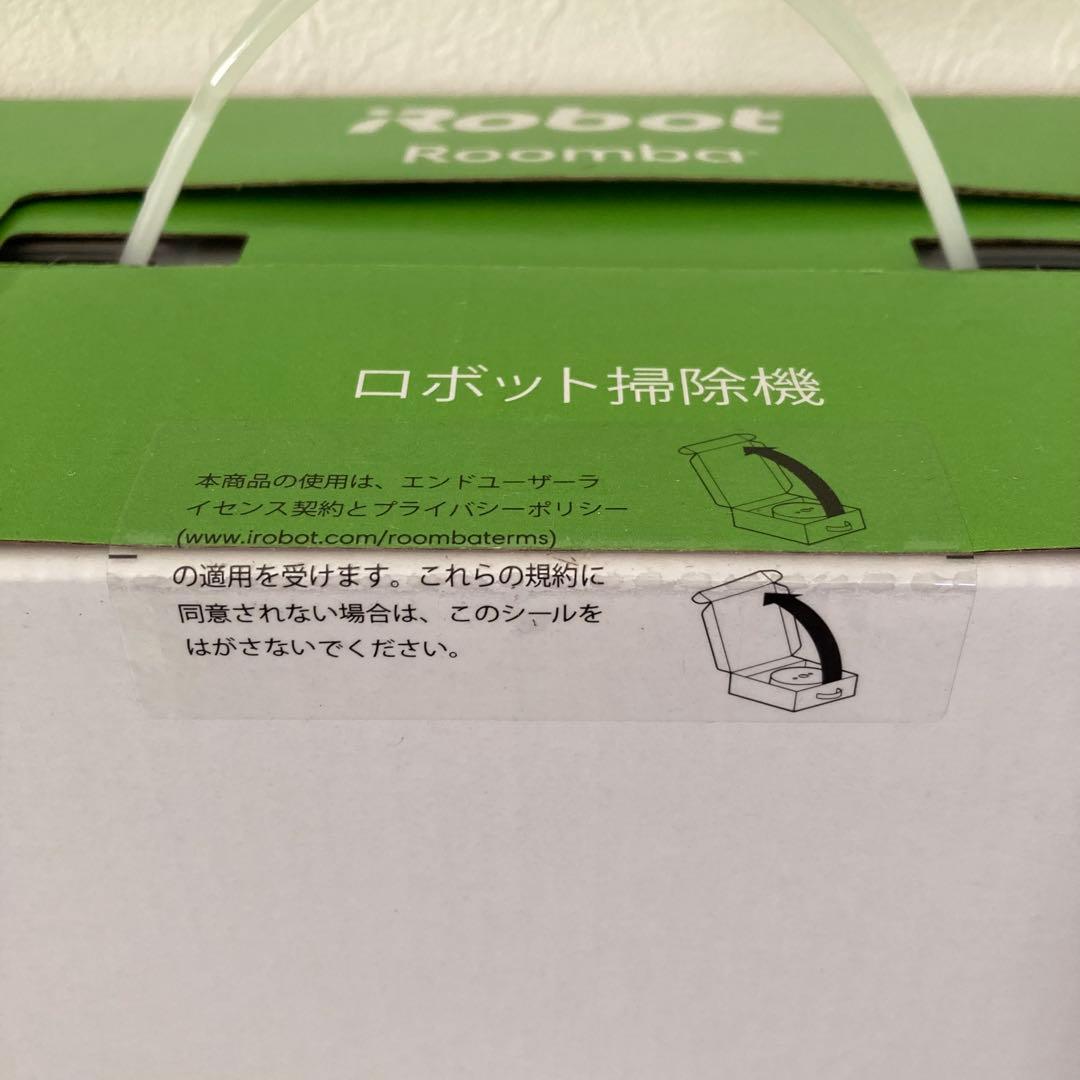 iRobot
Roomba
ロボット掃除機
本商品の使用は、エンドユーザーラ
イセンス契約とプライバシーポリシー
(www.irobot.com/roombaterms)
の適用を受けます。これらの規約に
同意されない場合は、このシールを
はがさないでください。